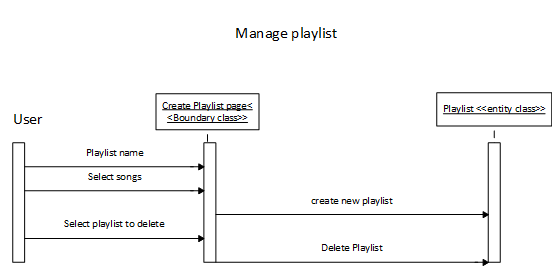 Manage playlist
Create Playlist page<
<Boundary class>>
Playlist <<entity class>>
User
Playlist name
Select songs
create new playlist
Select playlist to delete
Delete Playlist